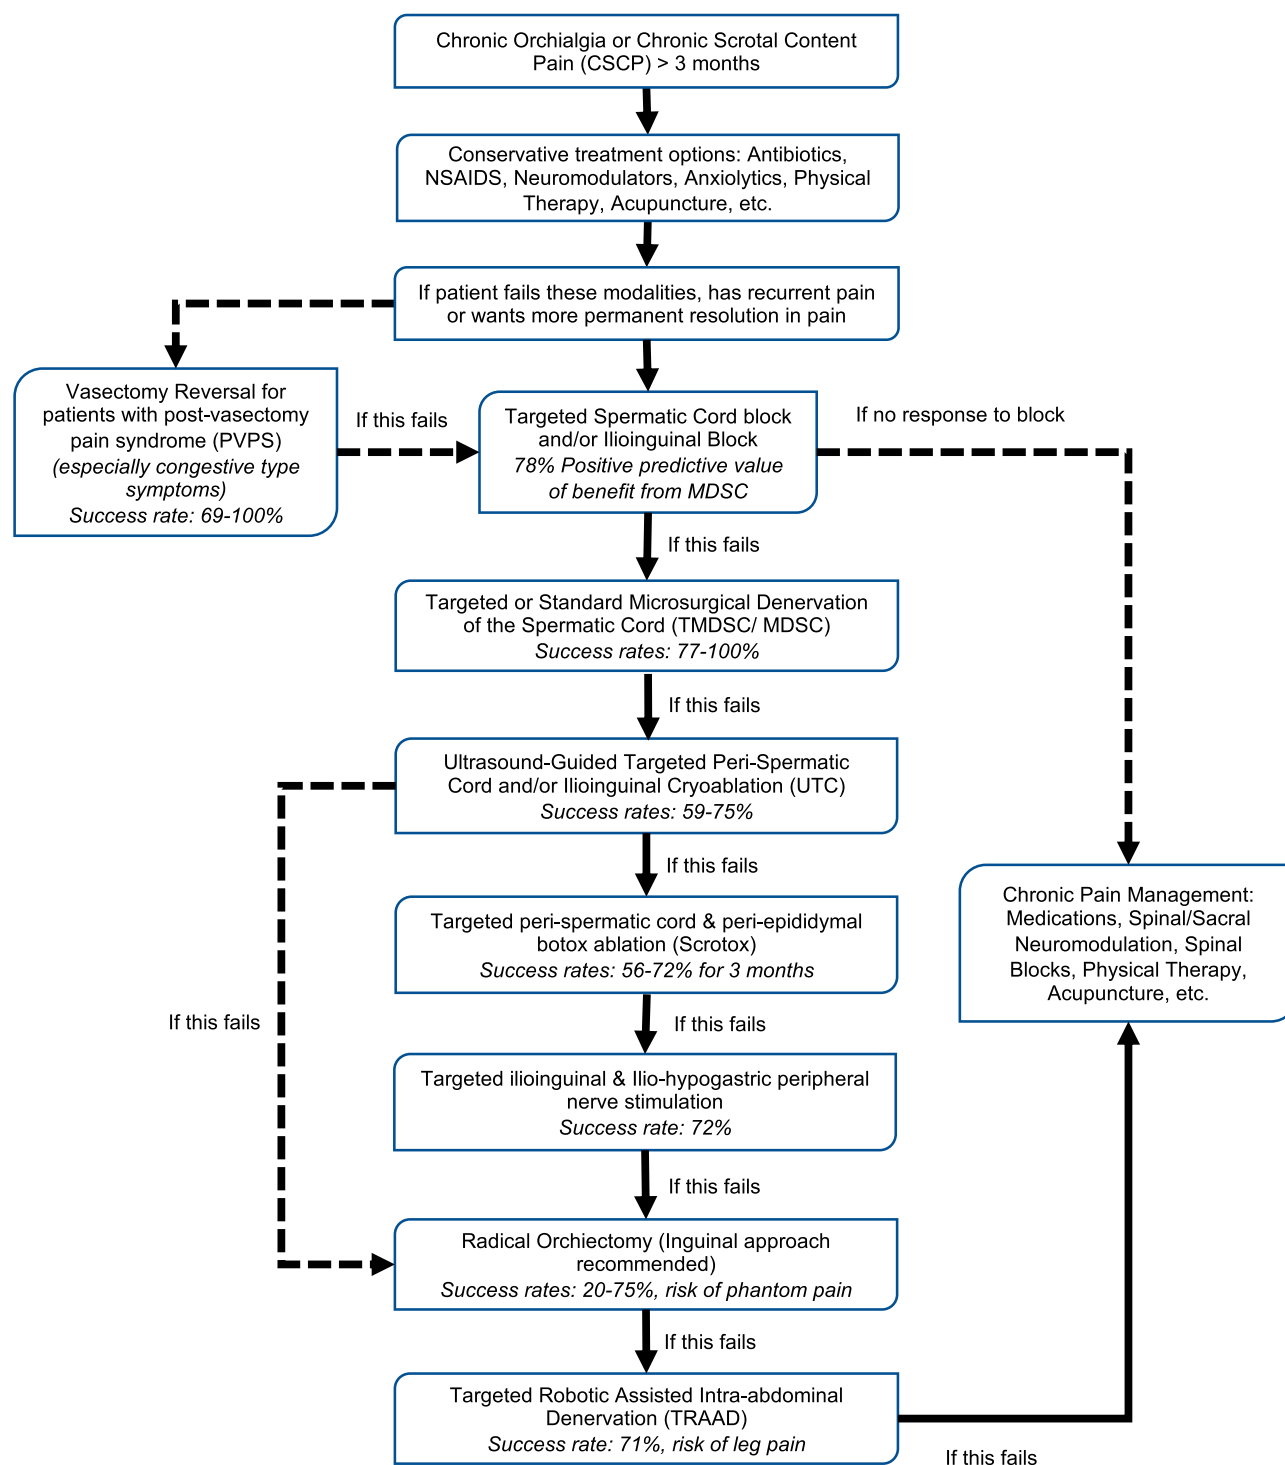 Chronic Orchialgia or Chronic Scrotal Content
Pain (CSCP) > 3 months
Conservative treatment options: Antibiotics,
NSAIDS, Neuromodulators, Anxiolytics, Physical
Therapy, Acupuncture, etc.
If patient fails these modalities, has recurrent pain
or wants more permanent resolution in pain
Vasectomy Reversal for
patients with post-vasectomy
pain syndrome (PVPS)
(especially congestive type
symptoms)
Success rate: 69-100%
If this fails
Targeted Spermatic Cord block
and/or Ilioinguinal Block
78% Positive predictive value
of benefit from MDSC
If no response to block
If this fails
Targeted or Standard Microsurgical Denervation
of the Spermatic Cord (TMDSC/ MDSC)
Success rates: 77-100%
If this fails
Ultrasound-Guided Targeted Peri-Spermatic
Cord and/or Ilioinguinal Cryoablation (UTC)
Success rates: 59-75%
If this fails
Targeted peri-spermatic cord & peri-epididymal
botox ablation (Scrotox)
Success rates: 56-72% for 3 months
If this fails
If this fails
Targeted ilioinguinal & Ilio-hypogastric peripheral
nerve stimulation
Success rate: 72%
If this fails
Radical Orchiectomy (Inguinal approach
recommended)
Success rates: 20-75%, risk of phantom pain
If this fails
Targeted Robotic Assisted Intra-abdominal
Denervation (TRAAD)
Success rate: 71%, risk of leg pain
If this fails
Chronic Pain Management:
Medications, Spinal/Sacral
Neuromodulation, Spinal
Blocks, Physical Therapy,
Acupuncture, etc.